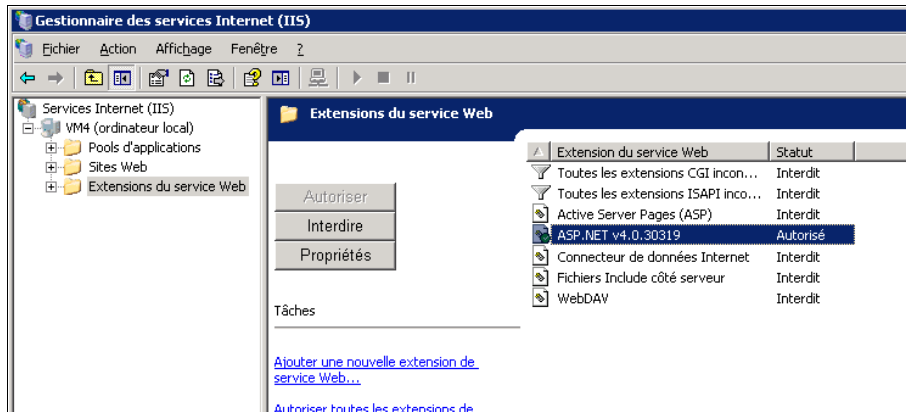 Gestionnaire des services Internet (IIS)
Fichier Action Affichage Fenêtre ?
Services Internet (IIS)
VM4 (ordinateur local)
Pools d'applications
Sites Web
Extensions du service Web
Extensions du service Web
Autoriser
Interdire
Propriétés
Tâches
Ajouter une nouvelle extension de
service Web...
Autoriser toutes les extensions de
Extension du service Web Statut
Toutes les extensions CGI incon... Interdit
Toutes les extensions ISAPI inco... Interdit
Active Server Pages (ASP) Interdit
ASP.NET v4.0.30319 Autorisé
Connecteur de données Internet Interdit
Fichiers Include côté serveur Interdit
WebDAV Interdit